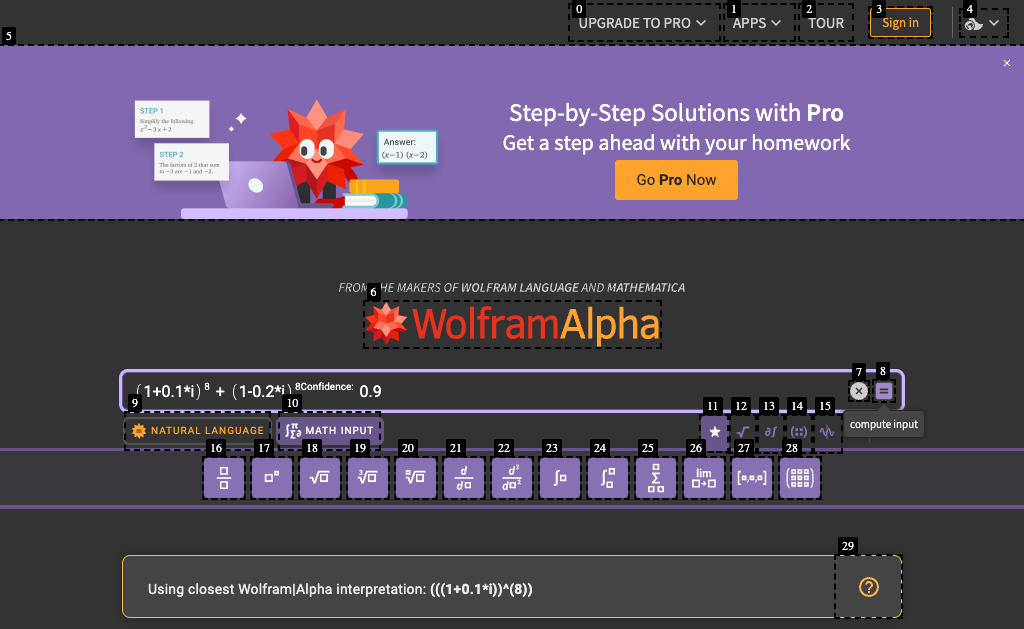 0 1 2 3 4
UPGRADE TO PRO APPS TOUR Sign in
5
×
STEP 1
Simplify the following:
x²−3x+2
STEP 2
The factors of 2 that sum
to −3 are −1 and −2.
Answer:
(x−1) (x−2)
Step-by-Step Solutions with Pro
Get a step ahead with your homework
Go Pro Now
FROM THE MAKERS OF WOLFRAM LANGUAGE AND MATHEMATICA
6
WolframAlpha
7 8
(1+0.1*i)⁸ + (1-0.2*i)^8Confidence: 0.9
× =
9 10 11 12 13 14 15
NATURAL LANGUAGE MATH INPUT
compute input
16 17 18 19 20 21 22 23 24 25 26 27 28
√□ ∛□ d/d□ d²/d□² ∫□ ∫□ Σ lim □→□ [□,□,□]
29
Using closest Wolfram|Alpha interpretation: (((1+0.1*i))^(8))
?